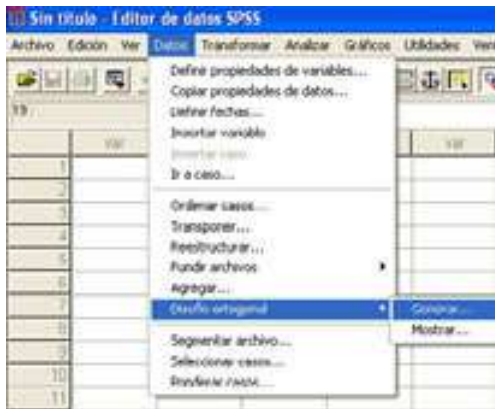 Sin título - Editor de datos SPSS
Archivo Edición Ver Datos Transformar Analizar Gráficos Utilidades
Definir propiedades de variables...
Copiar propiedades de datos...
Definir fechas...
Insertar variable
Insertar caso
Ir a caso...
Ordenar casos...
Transponer...
Reestructurar...
Fundir archivos
Agregar...
Diseño ortogonal
Generar...
Mostrar...
Segmentar archivo...
Seleccionar casos...
Ponderar casos...
var var
1
2
3
4
5
6
7
8
9
10
11